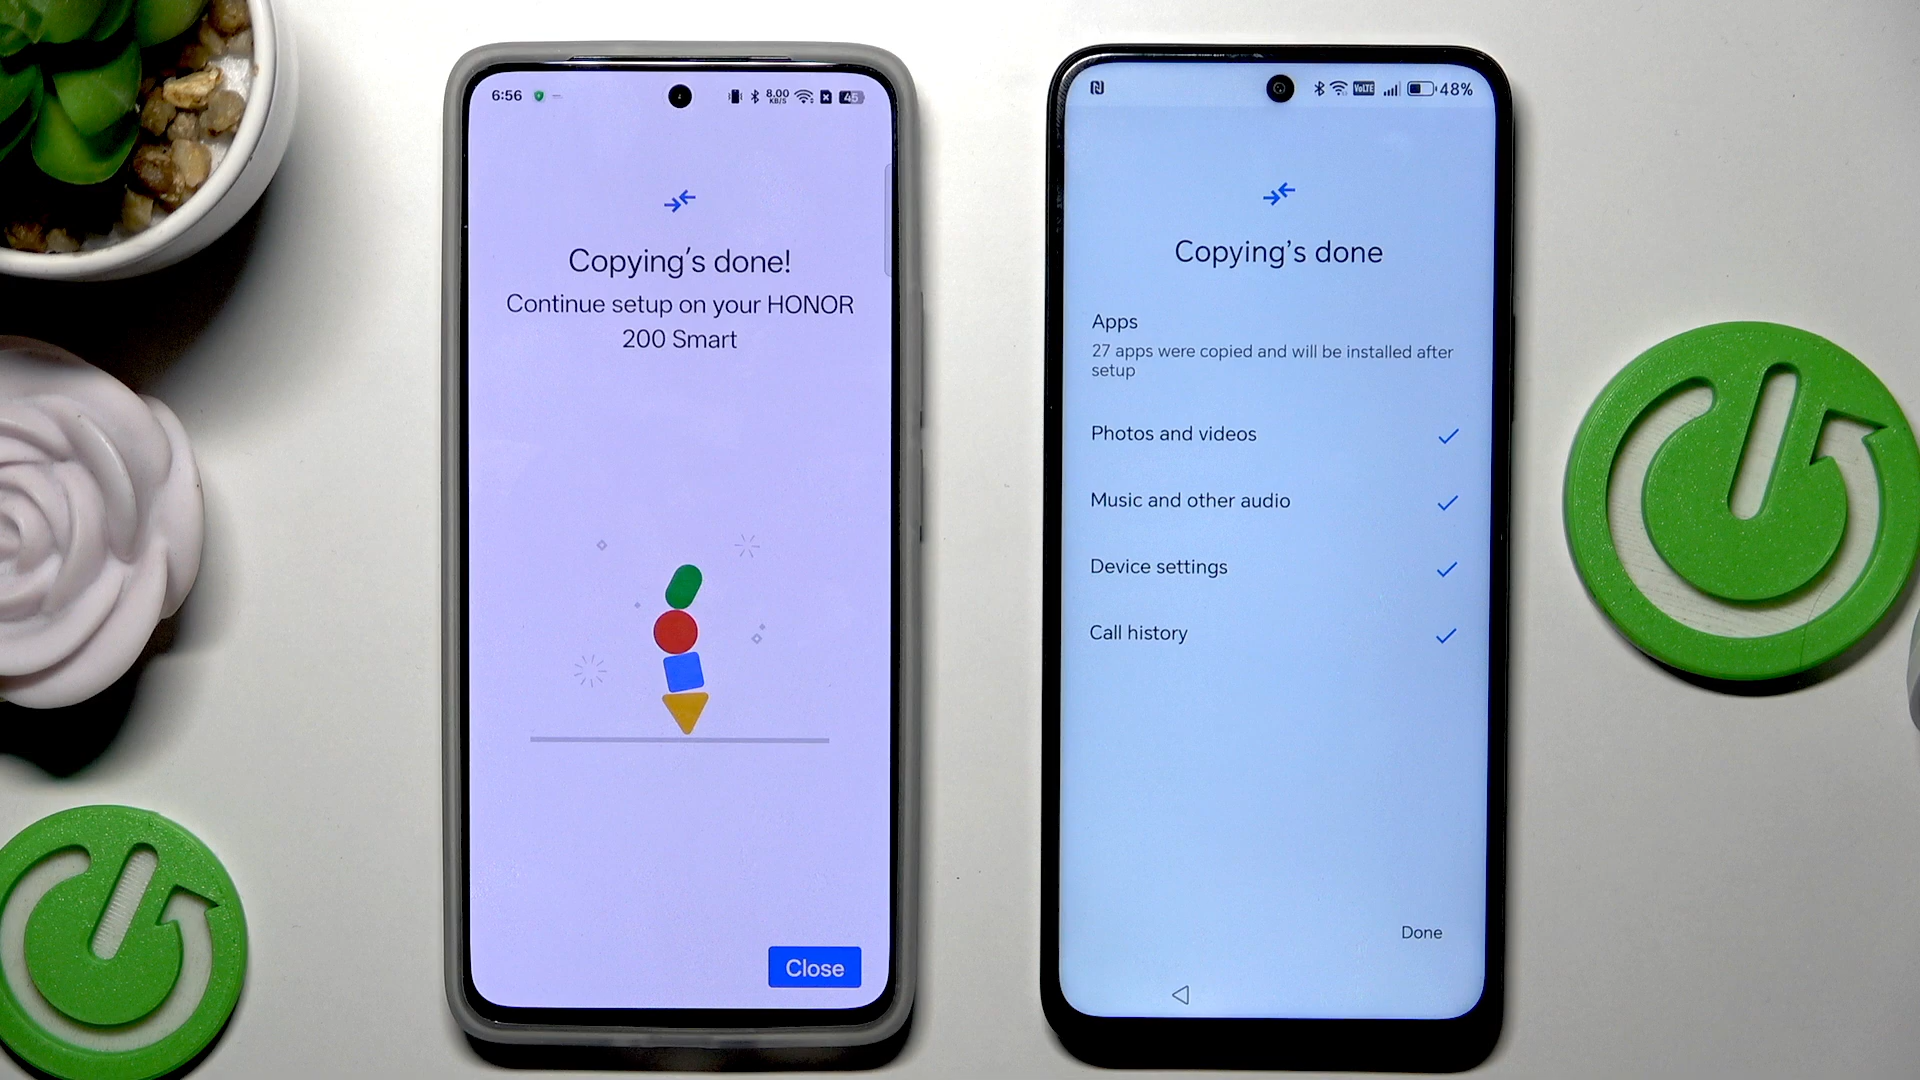 6:56
8.00
KB/S
45
Copying's done!
Continue setup on your HONOR
200 Smart
Close
VoLTE
48%
Copying's done
Apps
27 apps were copied and will be installed after
setup
Photos and videos
Music and other audio
Device settings
Call history
Done